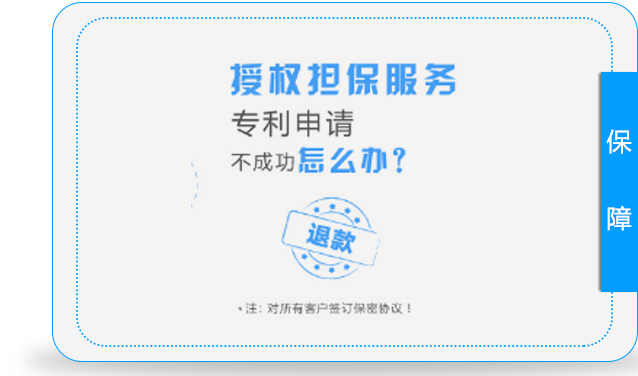 授权担保服务
专利申请
不成功怎么办?
退款
*注: 对所有客户签订保密协议!
保
障